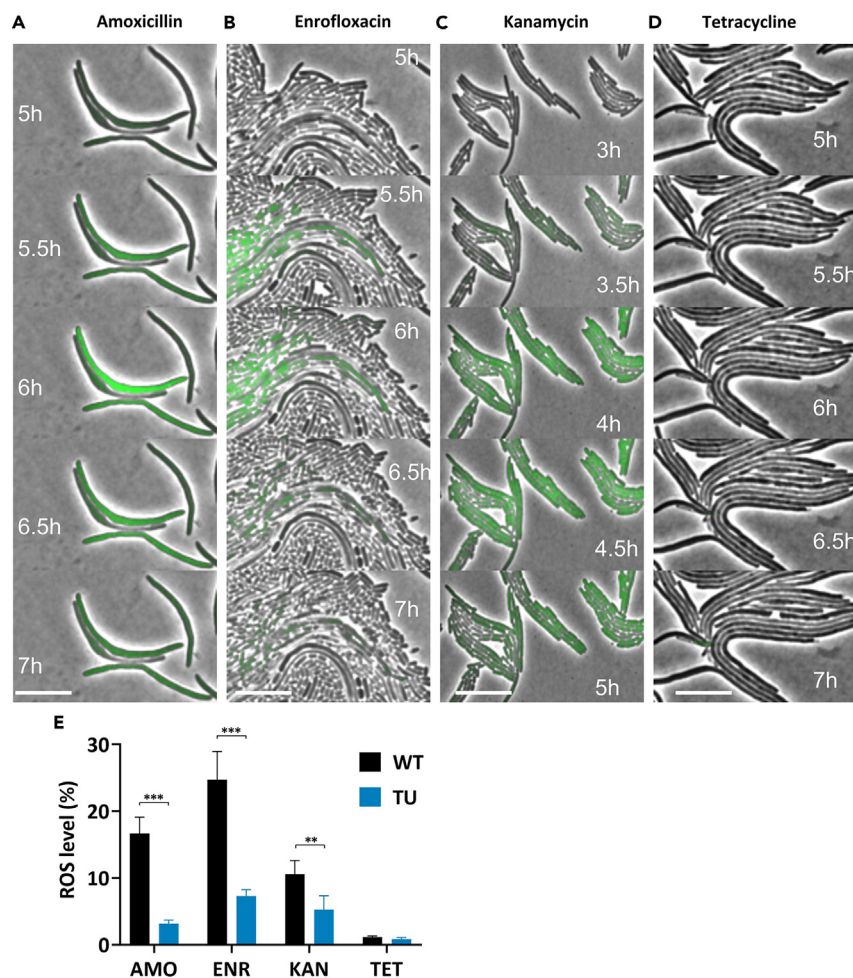 A Amoxicillin
B Enrofloxacin
C Kanamycin
D Tetracycline
5h
5.5h
6h
6.5h
7h
5h
5.5h
6h
6.5h
7h
3h
3.5h
4h
4.5h
5h
5h
5.5h
6h
6.5h
7h
E
ROS level (%)
30
20
10
0
***
***
**
WT
TU
AMO ENR KAN TET